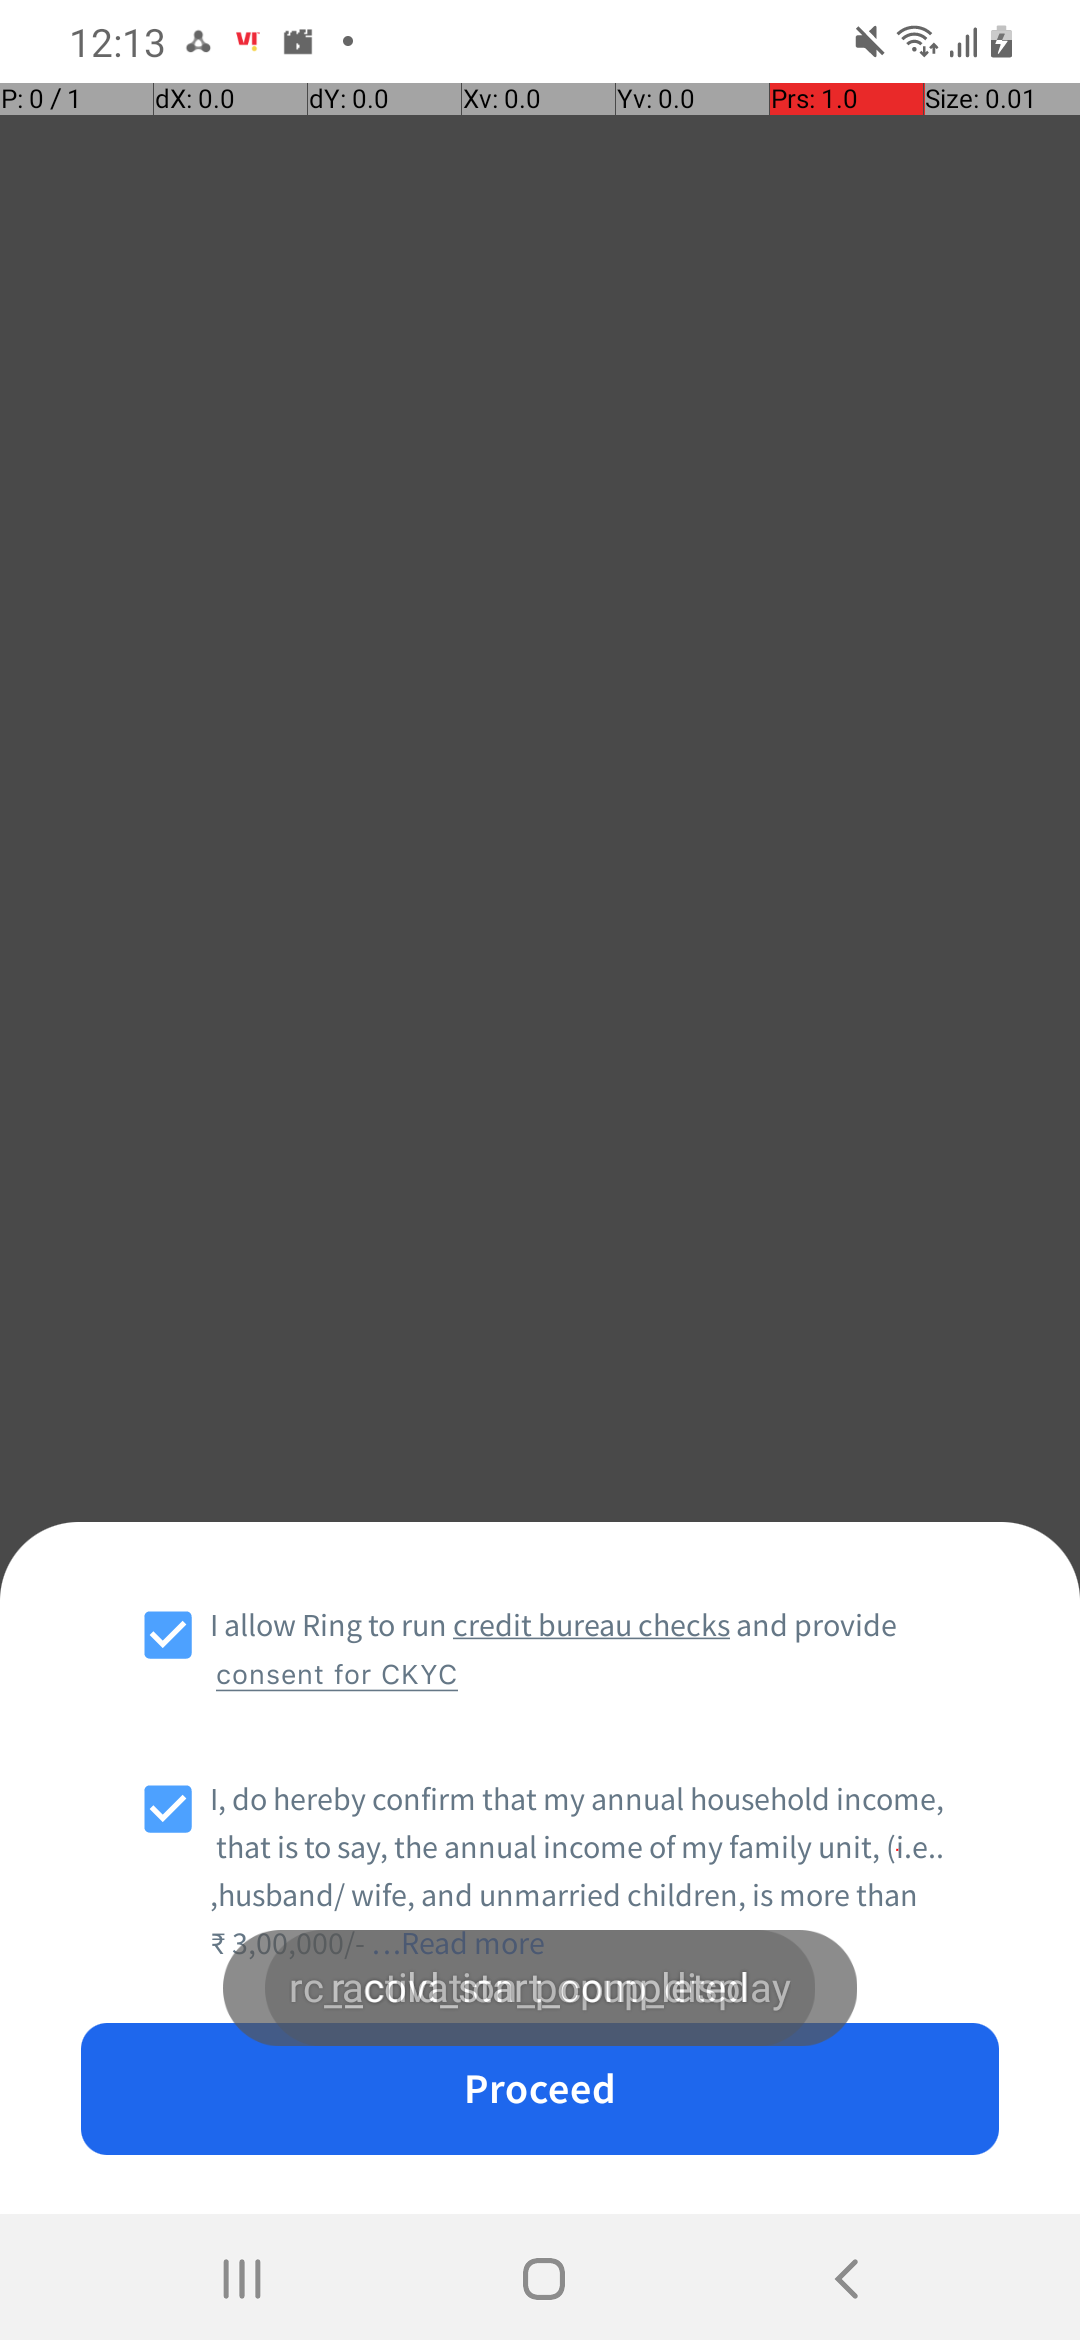 12:13 VI!
P: 0 / 1 dX: 0.0 dY: 0.0 Xv: 0.0 Yv: 0.0 Prs: 1.0 Size: 0.01
I allow Ring to run credit bureau checks and provide
consent for CKYC
I, do hereby confirm that my annual household income,
that is to say, the annual income of my family unit, (i.e..
,husband/ wife, and unmarried children, is more than
₹ 3,00,000/- ...Read more
Proceed